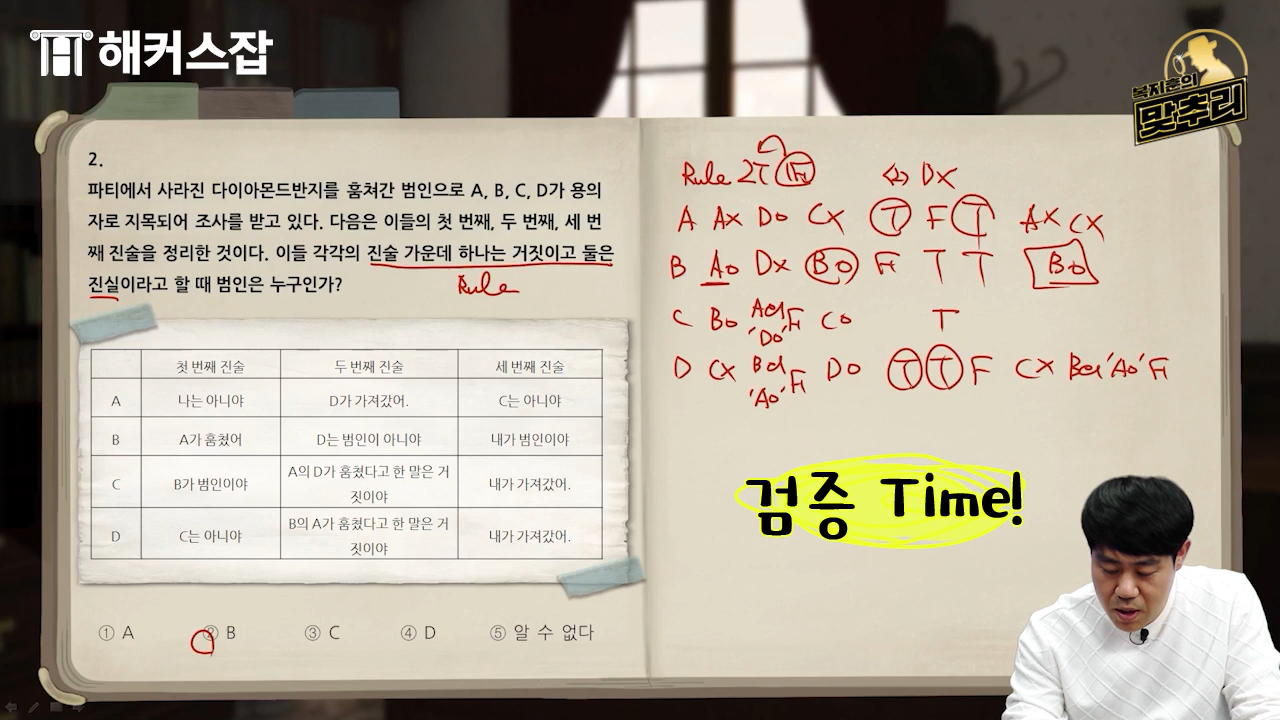 해커스잡
복지훈의
맛추리
2.
파티에서 사라진 다이아몬드반지를 훔쳐간 범인으로 A, B, C, D가 용의
자로 지목되어 조사를 받고 있다. 다음은 이들의 첫 번째, 두 번째, 세 번
째 진술을 정리한 것이다. 이들 각각의 진술 가운데 하나는 거짓이고 둘은
진실이라고 할 때 범인은 누구인가?
Rule
첫 번째 진술 두 번째 진술 세 번째 진술
A 나는 아니야 D가 가져갔어. C는 아니야
B A가 훔쳤어 D는 범인이 아니야 내가 범인이야
C B가 범인이야 A의 D가 훔쳤다고 한 말은 거
짓이야 내가 가져갔어.
D C는 아니야 B의 A가 훔쳤다고 한 말은 거
짓이야 내가 가져갔어.
① A ② B ③ C ④ D ⑤ 알 수 없다
Rule 2T F ⇔ DX
A AX DO CX T F T AX CX
B AO DX BO F T T BO
C BO A의 'DO' F CO T
D CX B의 'AO' F DO T T F CX B의 'AO' F
검증 Time!